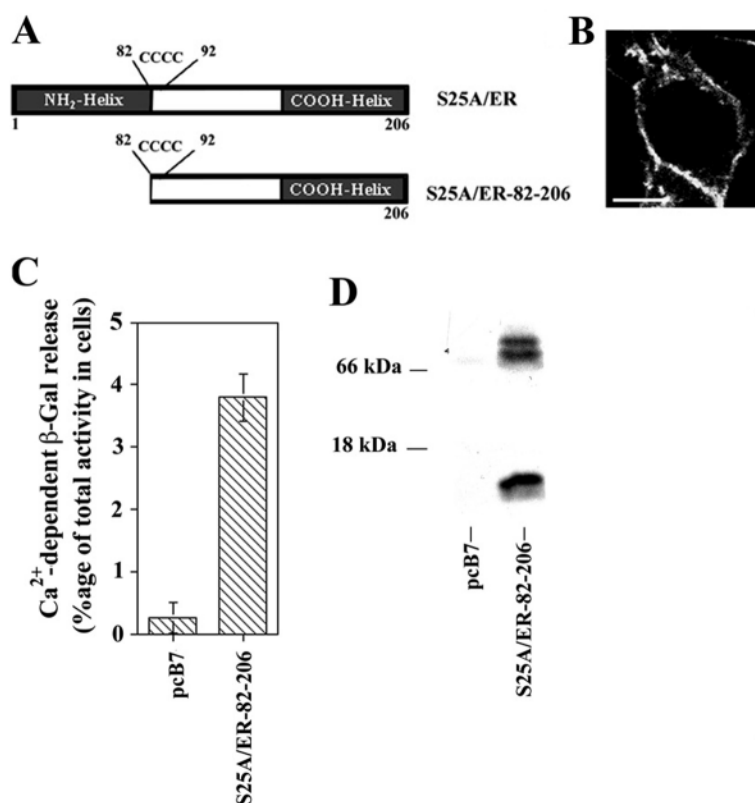 A
B
82 CCCC 92
NH2-Helix COOH-Helix S25A/ER
1 206
82 CCCC 92
COOH-Helix S25A/ER-82-206
206
C
D
Ca2+-dependent β-Gal release
(%age of total activity in cells)
5
4
3
2
1
0
pcB7
S25A/ER-82-206
66 kDa —
18 kDa —
pcB7—
S25A/ER-82-206—